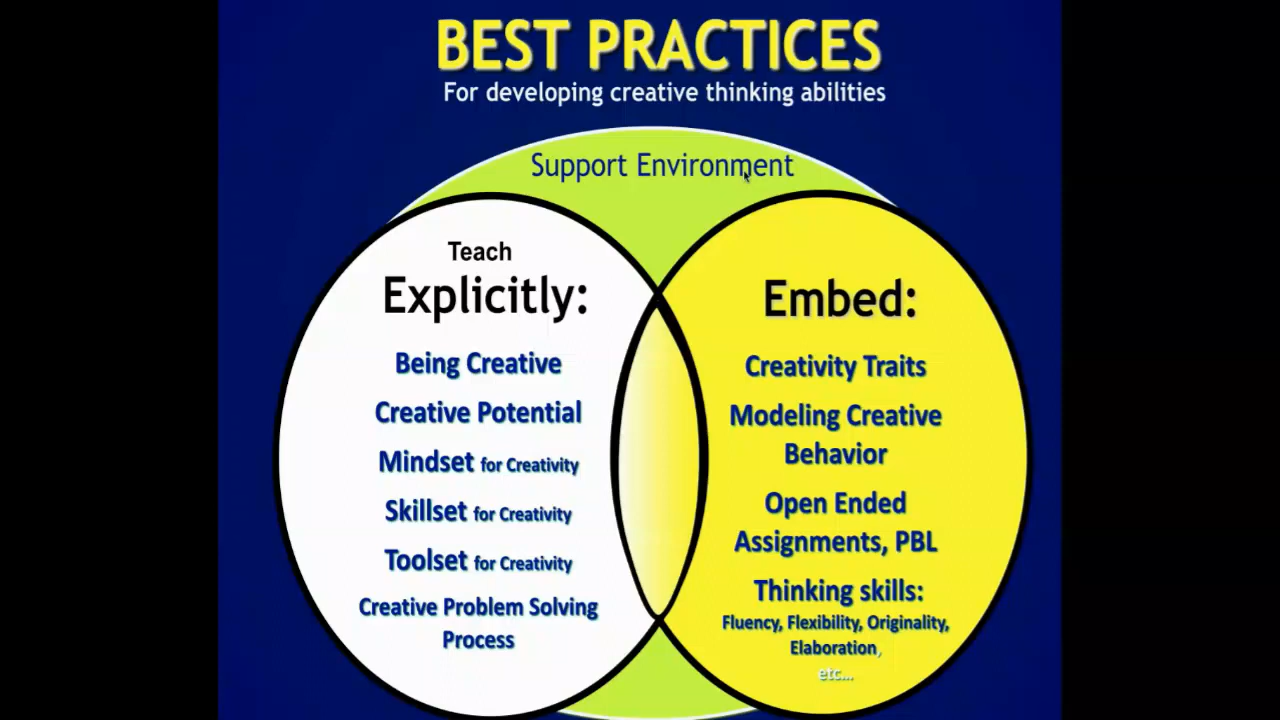 BEST PRACTICES
For developing creative thinking abilities
Support Environment
Teach
Explicitly:
Being Creative
Creative Potential
Mindset for Creativity
Skillset for Creativity
Toolset for Creativity
Creative Problem Solving
Process
Embed:
Creativity Traits
Modeling Creative
Behavior
Open Ended
Assignments, PBL
Thinking skills:
Fluency, Flexibility, Originality,
Elaboration,
etc...